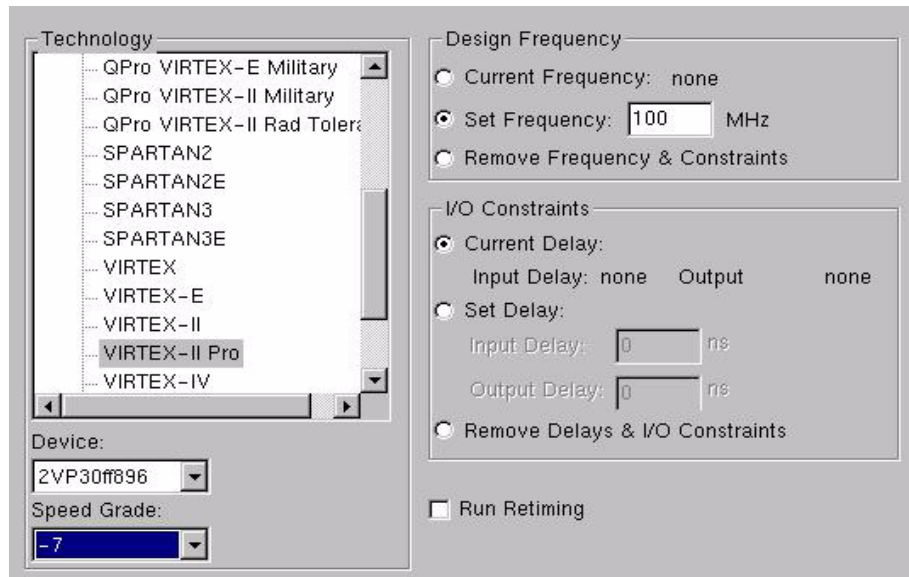 Technology
QPro VIRTEX-E Military
QPro VIRTEX-II Military
QPro VIRTEX-II Rad Tolera
SPARTAN2
SPARTAN2E
SPARTAN3
SPARTAN3E
VIRTEX
VIRTEX-E
VIRTEX-II
VIRTEX-II Pro
VIRTEX-IV
Device:
2VP30ff896
Speed Grade:
-7
Design Frequency
Current Frequency: none
Set Frequency: 100 MHz
Remove Frequency & Constraints
I/O Constraints
Current Delay:
Input Delay: none Output none
Set Delay:
Input Delay: 0 ns
Output Delay: 0 ns
Remove Delays & I/O Constraints
Run Retiming